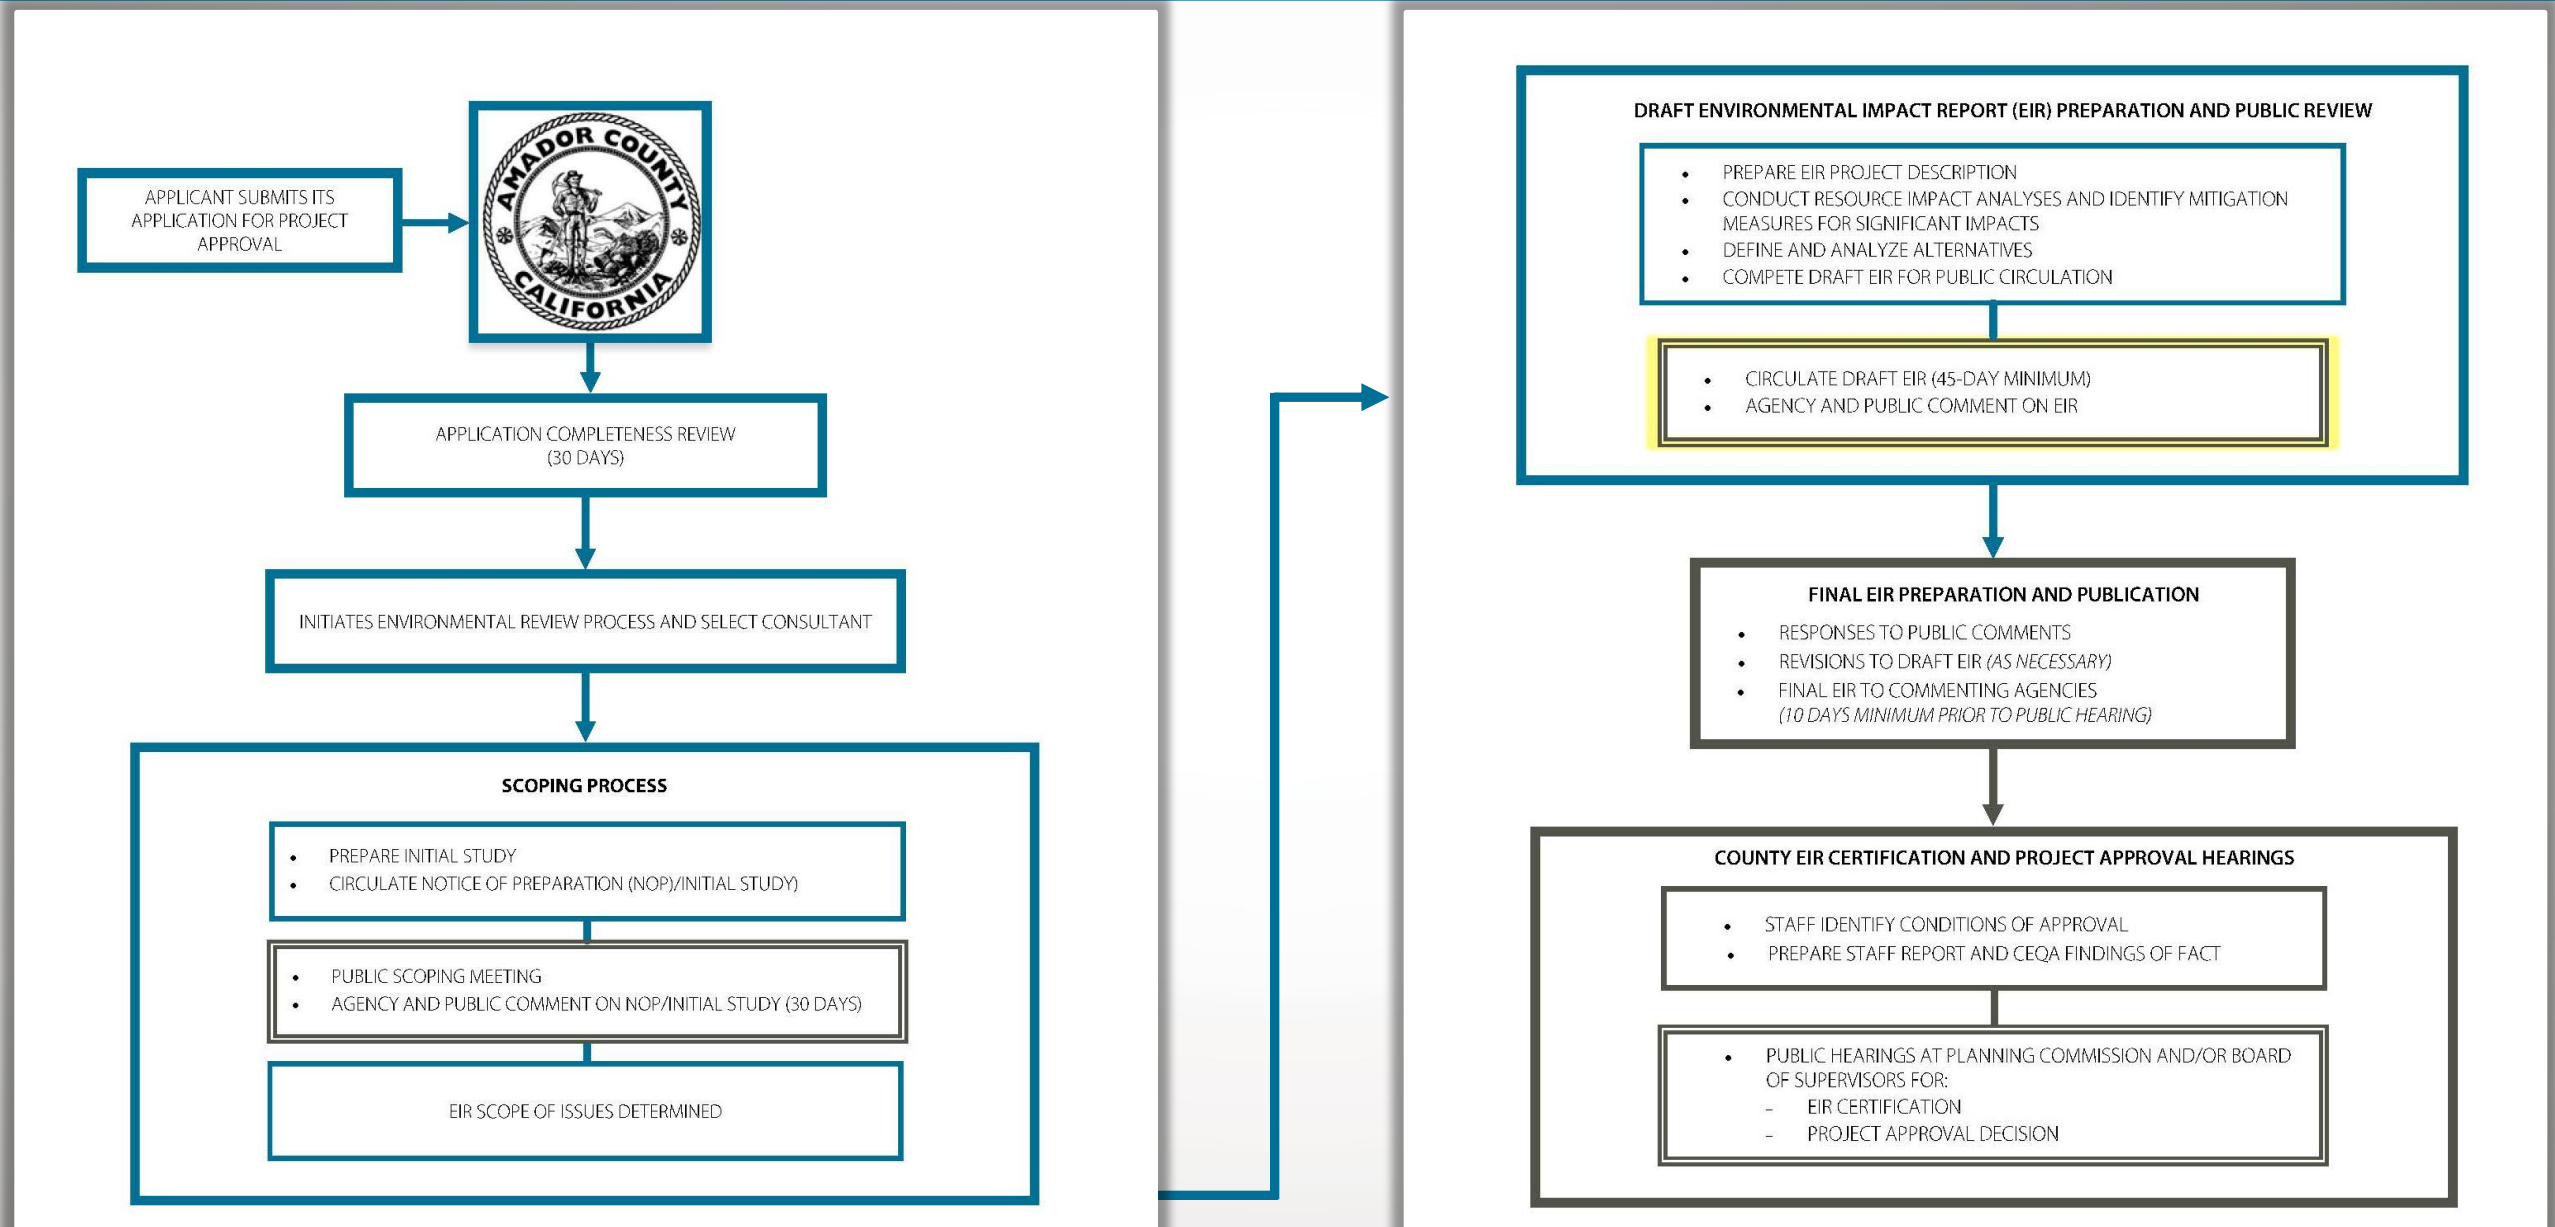 APPLICANT SUBMITS ITS
APPLICATION FOR PROJECT
APPROVAL
AMADOR COUNTY
CALIFORNIA
APPLICATION COMPLETENESS REVIEW
(30 DAYS)
INITIATES ENVIRONMENTAL REVIEW PROCESS AND SELECT CONSULTANT
SCOPING PROCESS
• PREPARE INITIAL STUDY
• CIRCULATE NOTICE OF PREPARATION (NOP)/INITIAL STUDY)
• PUBLIC SCOPING MEETING
• AGENCY AND PUBLIC COMMENT ON NOP/INITIAL STUDY (30 DAYS)
EIR SCOPE OF ISSUES DETERMINED
DRAFT ENVIRONMENTAL IMPACT REPORT (EIR) PREPARATION AND PUBLIC REVIEW
• PREPARE EIR PROJECT DESCRIPTION
• CONDUCT RESOURCE IMPACT ANALYSES AND IDENTIFY MITIGATION
MEASURES FOR SIGNIFICANT IMPACTS
• DEFINE AND ANALYZE ALTERNATIVES
• COMPETE DRAFT EIR FOR PUBLIC CIRCULATION
• CIRCULATE DRAFT EIR (45-DAY MINIMUM)
• AGENCY AND PUBLIC COMMENT ON EIR
FINAL EIR PREPARATION AND PUBLICATION
• RESPONSES TO PUBLIC COMMENTS
• REVISIONS TO DRAFT EIR (AS NECESSARY)
• FINAL EIR TO COMMENTING AGENCIES
(10 DAYS MINIMUM PRIOR TO PUBLIC HEARING)
COUNTY EIR CERTIFICATION AND PROJECT APPROVAL HEARINGS
• STAFF IDENTIFY CONDITIONS OF APPROVAL
• PREPARE STAFF REPORT AND CEQA FINDINGS OF FACT
• PUBLIC HEARINGS AT PLANNING COMMISSION AND/OR BOARD
OF SUPERVISORS FOR:
– EIR CERTIFICATION
– PROJECT APPROVAL DECISION